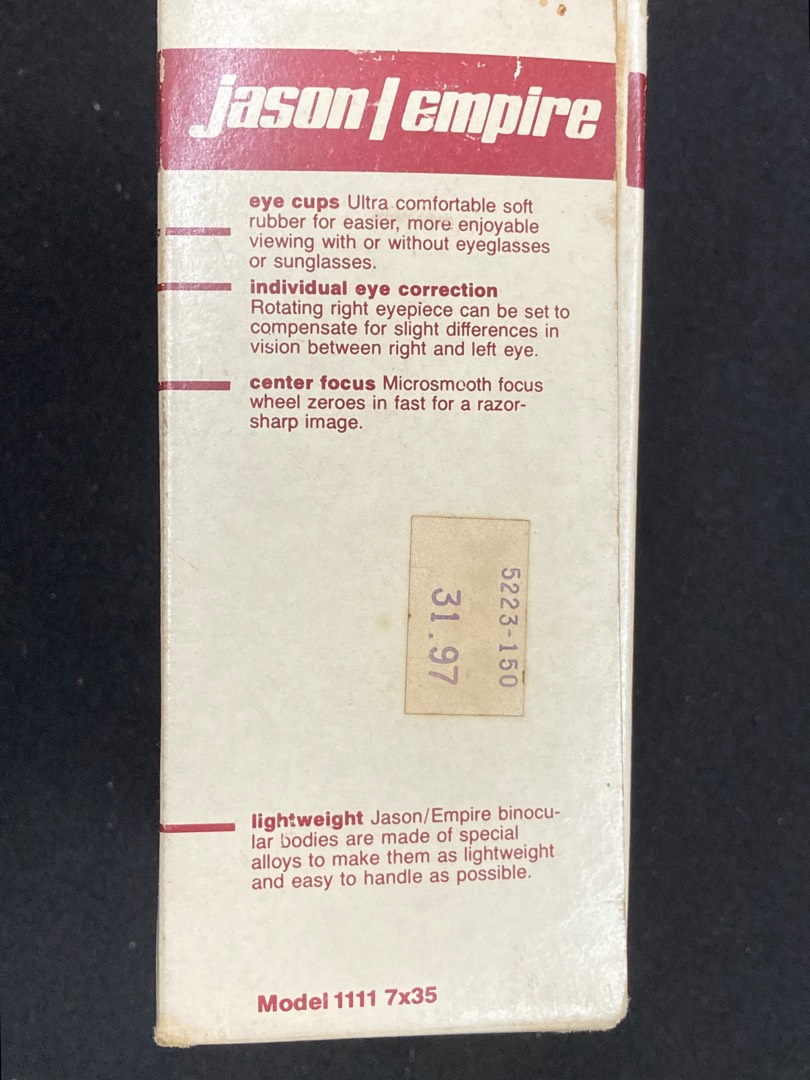 jason/empire
eye cups Ultra comfortable soft
rubber for easier, more enjoyable
viewing with or without eyeglasses
or sunglasses.
individual eye correction
Rotating right eyepiece can be set to
compensate for slight differences in
vision between right and left eye.
center focus Microsmooth focus
wheel zeroes in fast for a razor-
sharp image.
5223-150
31.97
lightweight Jason/Empire binocu-
lar bodies are made of special
alloys to make them as lightweight
and easy to handle as possible.
Model 1111 7x35